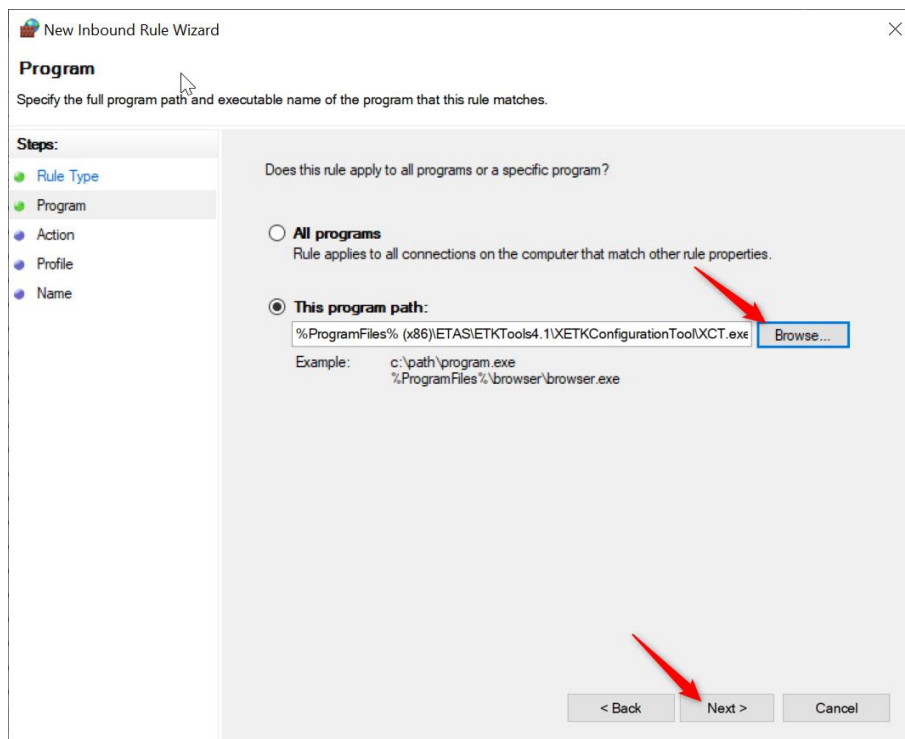 New Inbound Rule Wizard
Program
Specify the full program path and executable name of the program that this rule matches.
Steps:
Rule Type
Program
Action
Profile
Name
Does this rule apply to all programs or a specific program?
All programs
Rule applies to all connections on the computer that match other rule properties.
This program path:
%ProgramFiles% (x86)\ETAS\ETKTools4.1\XETKConfigurationTool\XCT.exe
Browse...
Example: c:\path\program.exe
%ProgramFiles%\browser\browser.exe
< Back Next > Cancel